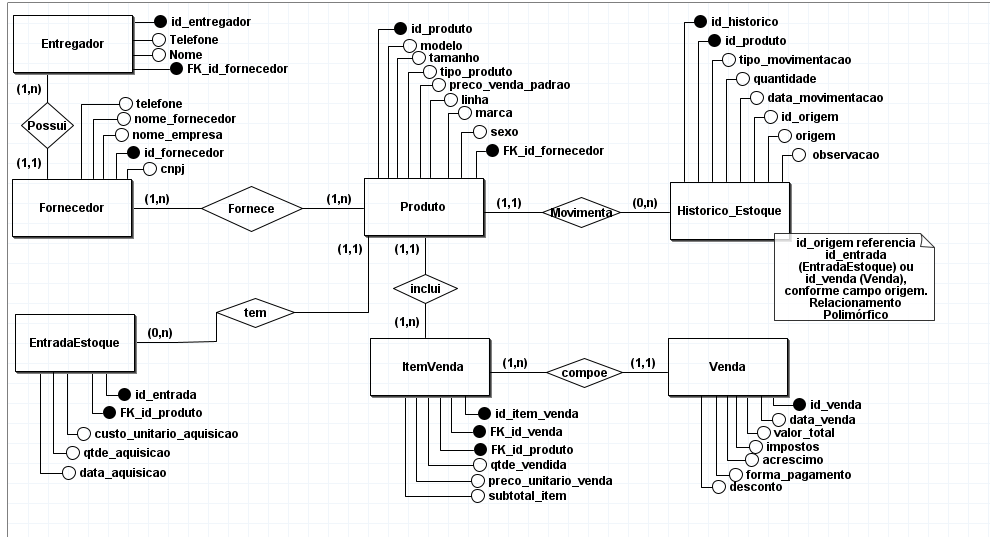 Entregador
id_entregador
Telefone
Nome
FK_id_fornecedor
(1,n)
Possui
(1,1)
telefone
nome_fornecedor
nome_empresa
id_fornecedor
cnpj
Fornecedor
(1,n)
Fornece
(1,n)
id_produto
modelo
tamanho
tipo_produto
preco_venda_padrao
linha
marca
sexo
FK_id_fornecedor
Produto
(1,1)
Movimenta
(0,n)
id_historico
id_produto
tipo_movimentacao
quantidade
data_movimentacao
id_origem
origem
observacao
Historico_Estoque
id_origem referencia
id_entrada
(EntradaEstoque) ou
id_venda (Venda),
conforme campo origem.
Relacionamento
Polimórfico
(1,1)
(1,1)
inclui
(1,n)
tem
(0,n)
EntradaEstoque
id_entrada
FK_id_produto
custo_unitario_aquisicao
qtde_aquisicao
data_aquisicao
ItemVenda
(1,n)
compoe
(1,1)
Venda
id_item_venda
FK_id_venda
FK_id_produto
qtde_vendida
preco_unitario_venda
subtotal_item
id_venda
data_venda
valor_total
impostos
acrescimo
forma_pagamento
desconto